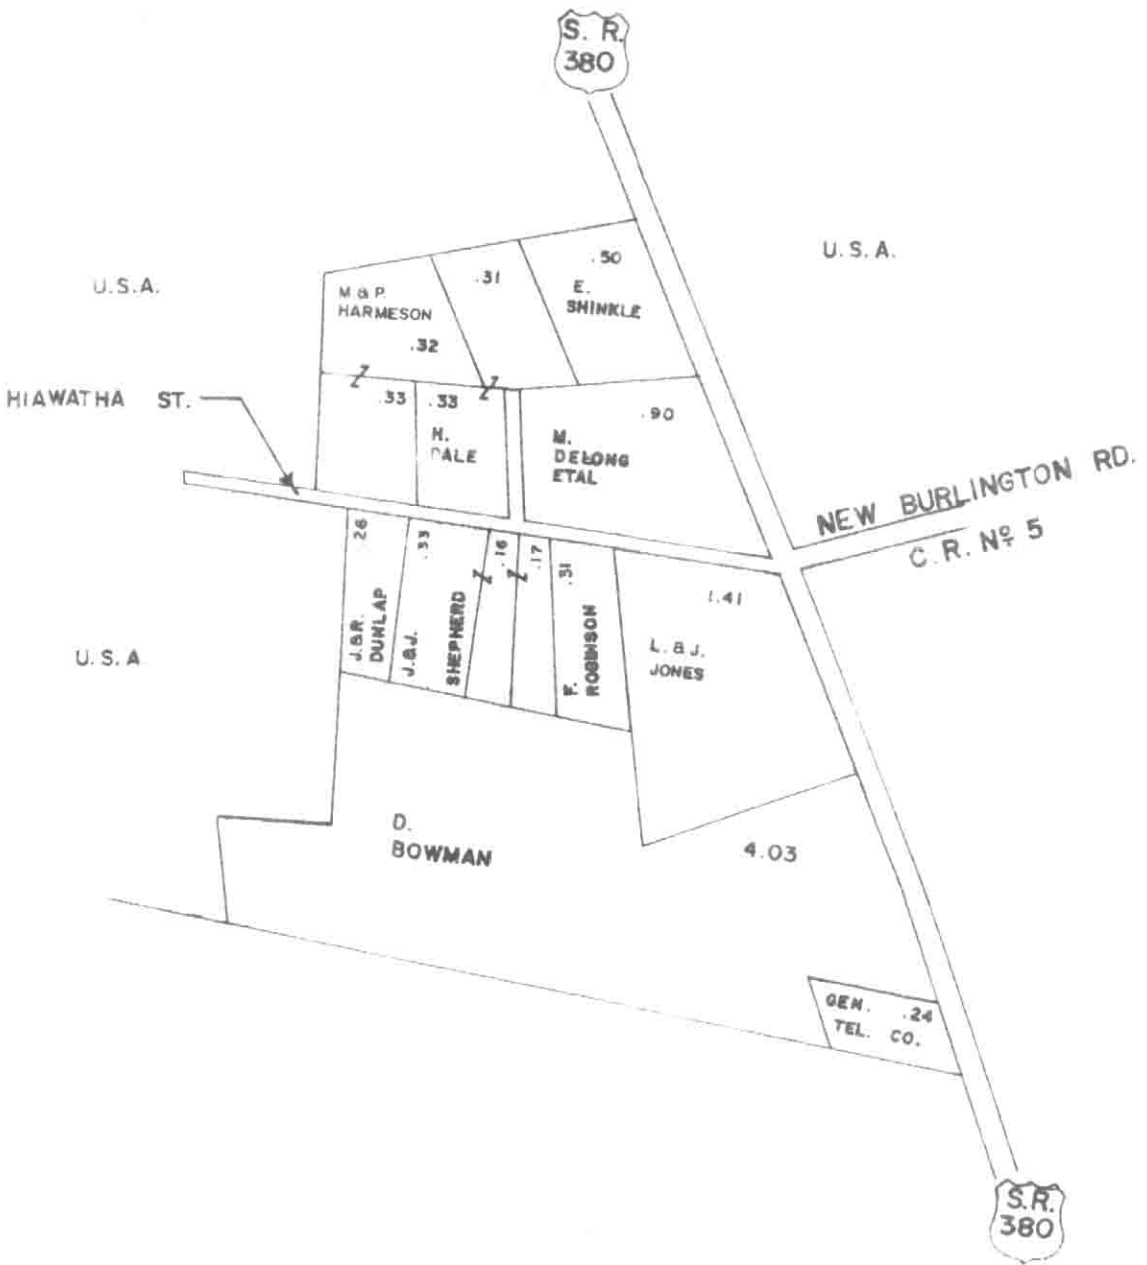 S. R.
380
U.S.A.
U.S.A.
.50
E.
SHINKLE
.31
M & P.
HARMESON
.32
HIAWATHA ST.
.33
.33
H.
DALE
.90
M.
DELONG
ETAL
NEW BURLINGTON RD.
C. R. Nº 5
.26
J. & R.
DUNLAP
.33
J. & J.
SHEPHERD
.16
.17
.31
F.
ROBINSON
1.41
L. & J.
JONES
U. S. A
D.
BOWMAN
4.03
GEN. .24
TEL. CO.
S. R.
380